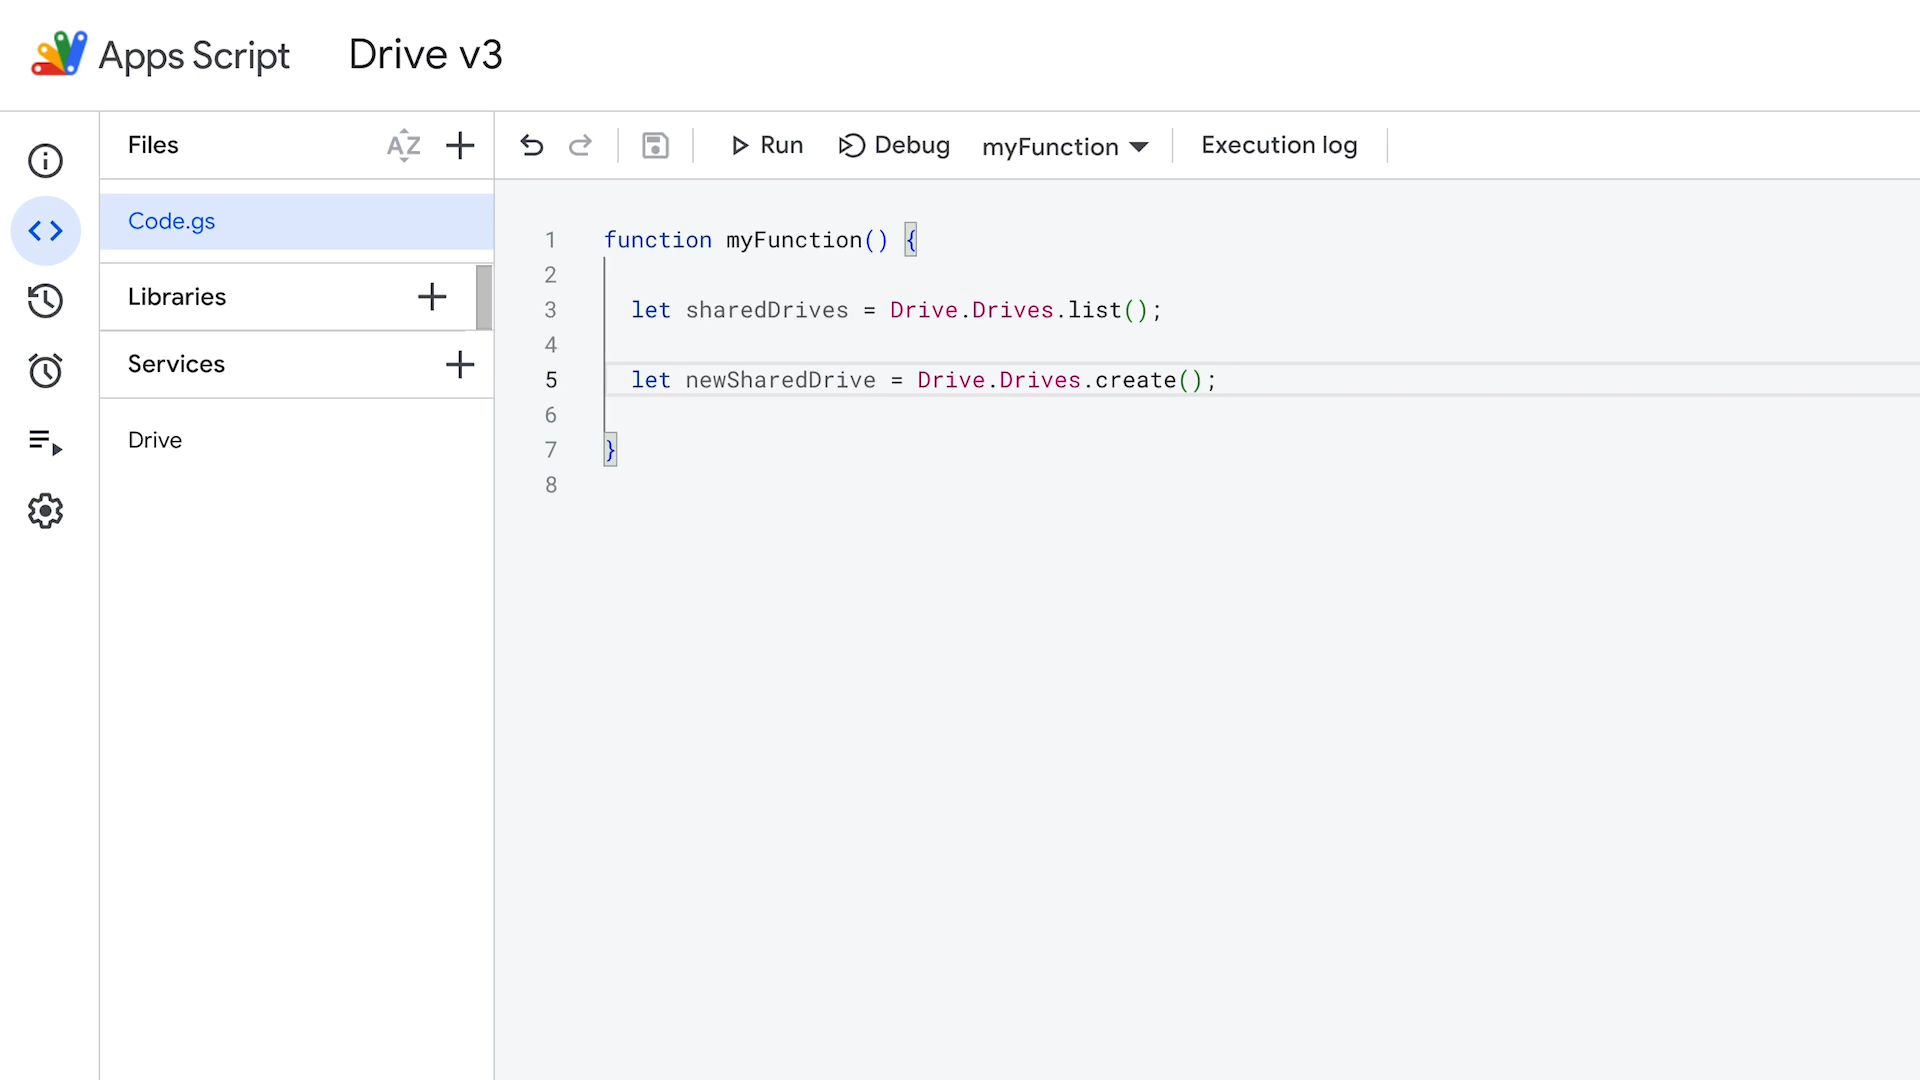 Apps Script Drive v3
Files AZ
Run Debug myFunction Execution log
Code.gs
Libraries
Services
Drive
1 function myFunction() {
2
3 let sharedDrives = Drive.Drives.list();
4
5 let newSharedDrive = Drive.Drives.create();
6
7 }
8